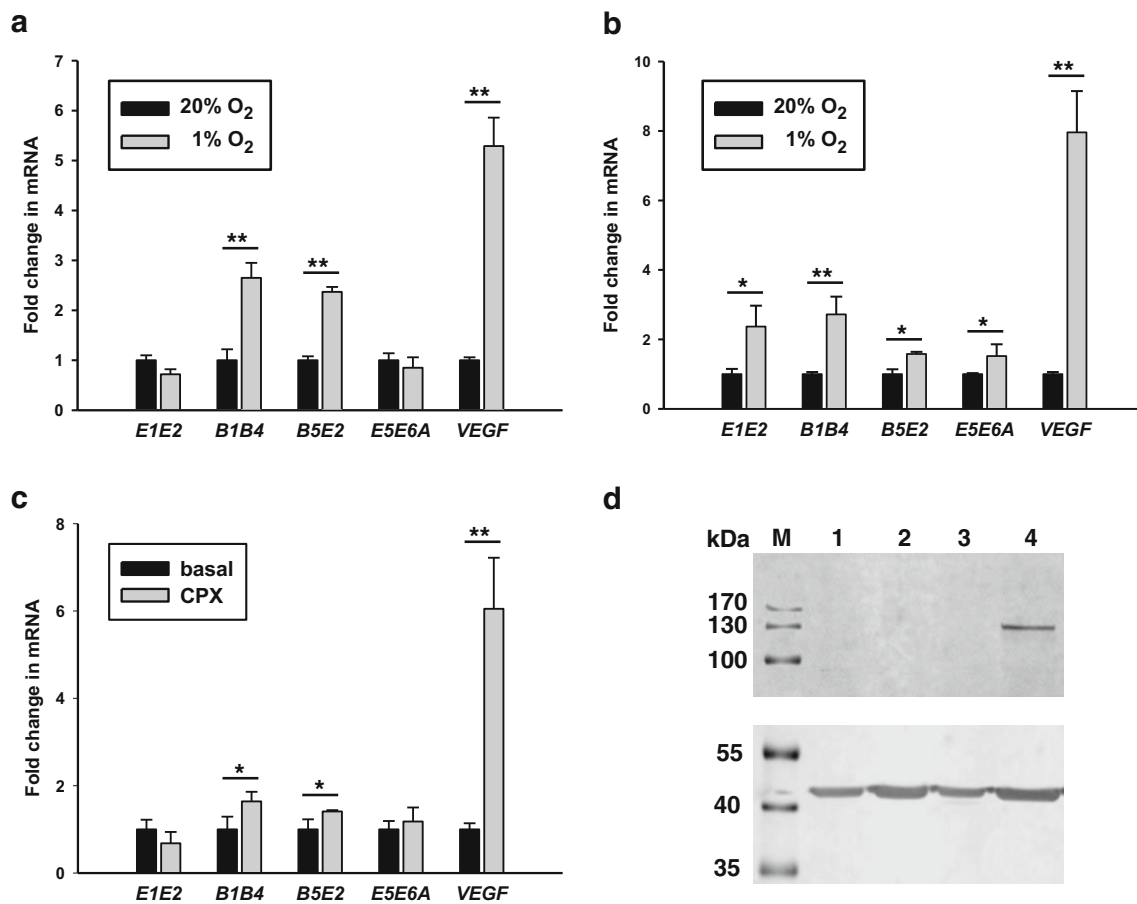 a
7
6
5
4
3
2
1
0
Fold change in mRNA
20% O2
1% O2
**
**
**
E1E2 B1B4 B5E2 E5E6A VEGF
b
10
8
6
4
2
0
Fold change in mRNA
20% O2
1% O2
*
**
*
*
**
E1E2 B1B4 B5E2 E5E6A VEGF
c
8
6
4
2
0
Fold change in mRNA
basal
CPX
*
*
**
E1E2 B1B4 B5E2 E5E6A VEGF
d
kDa M 1 2 3 4
170
130
100
55
40
35